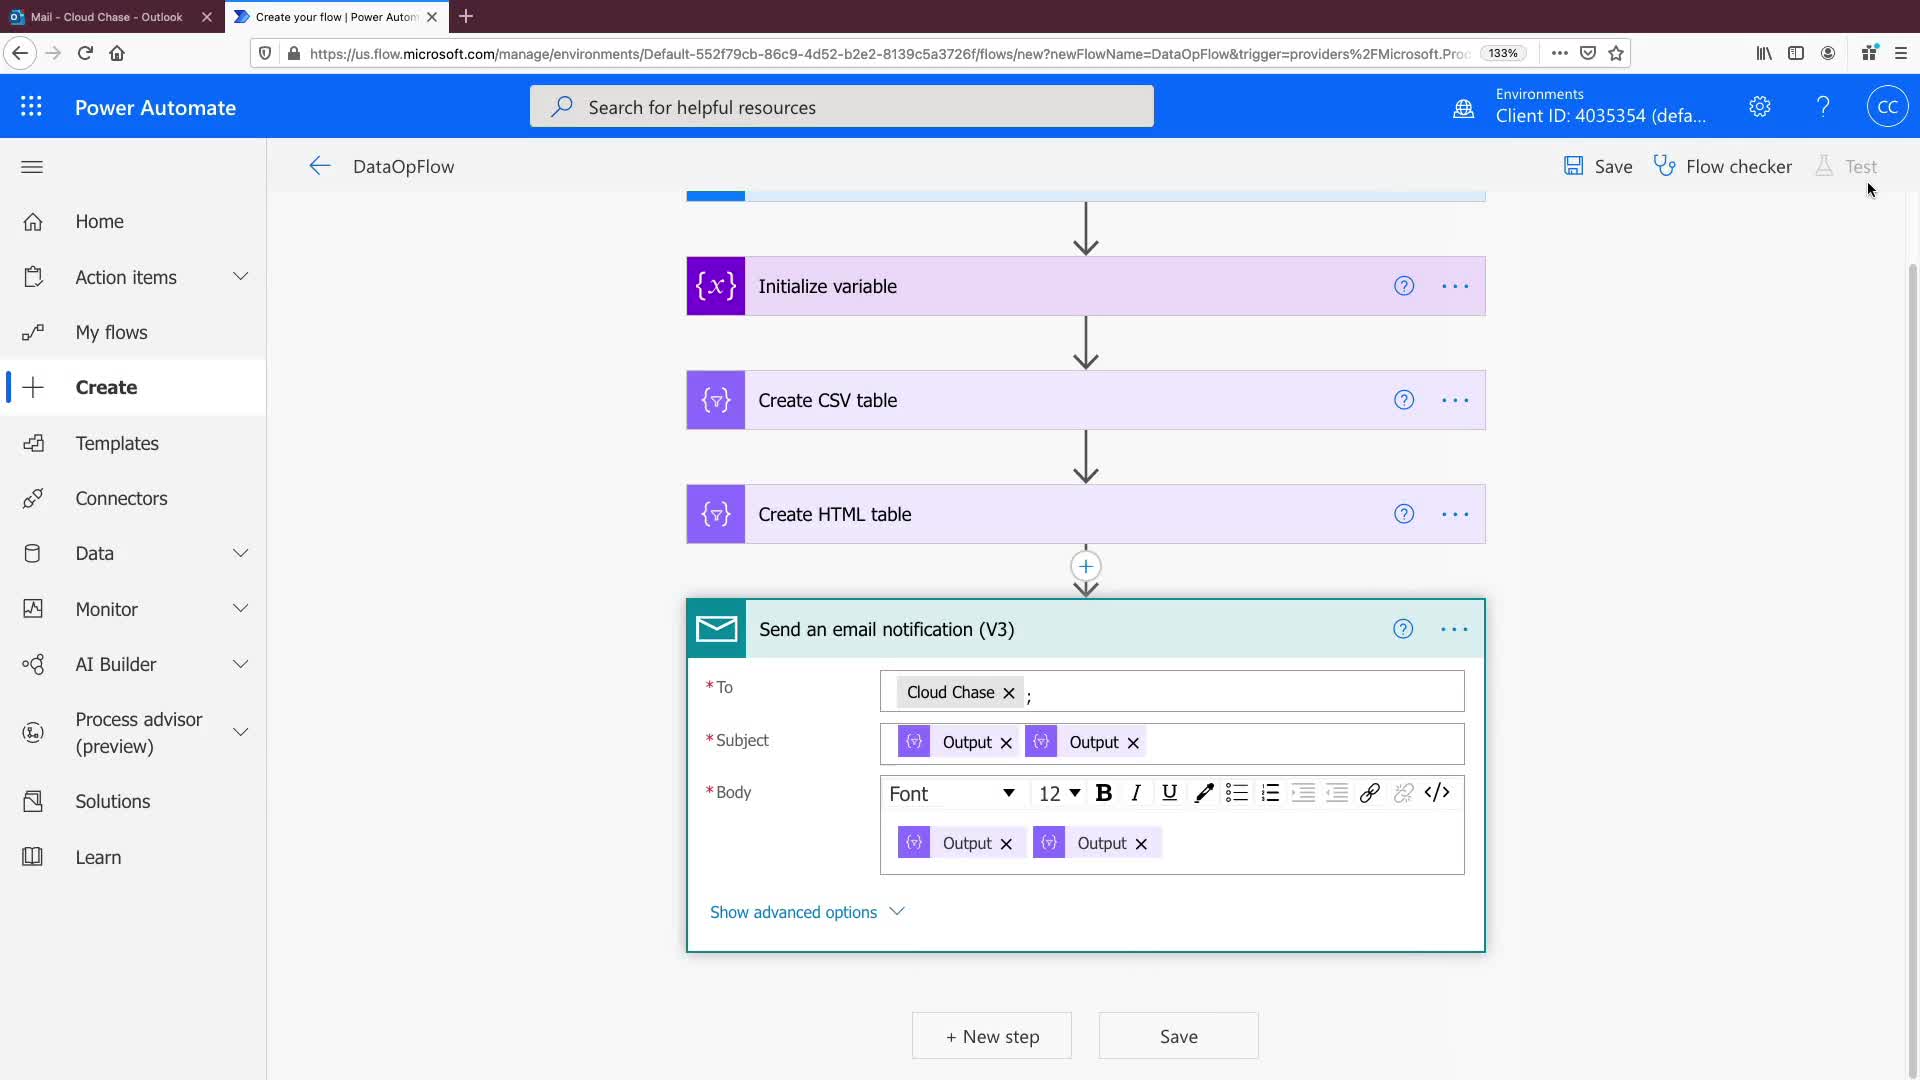 Mail - Cloud Chase - Outlook
Create your flow | Power Autom
https://us.flow.microsoft.com/manage/environments/Default-552f79cb-86c9-4d52-b2e2-8139c5a3726f/flows/new?newFlowName=DataOpFlow&trigger=providers%2FMicrosoft.Proc
133%
Power Automate
Search for helpful resources
Environments
Client ID: 4035354 (defa...
?
CC
DataOpFlow
Save
Flow checker
Test
Home
Action items
My flows
Create
Templates
Connectors
Data
Monitor
AI Builder
Process advisor
(preview)
Solutions
Learn
{x} Initialize variable ? ...
Create CSV table ? ...
Create HTML table ? ...
Send an email notification (V3) ? ...
*To
Cloud Chase ;
*Subject
Output Output
*Body
Font 12 B I U </>
Output Output
Show advanced options
+ New step
Save